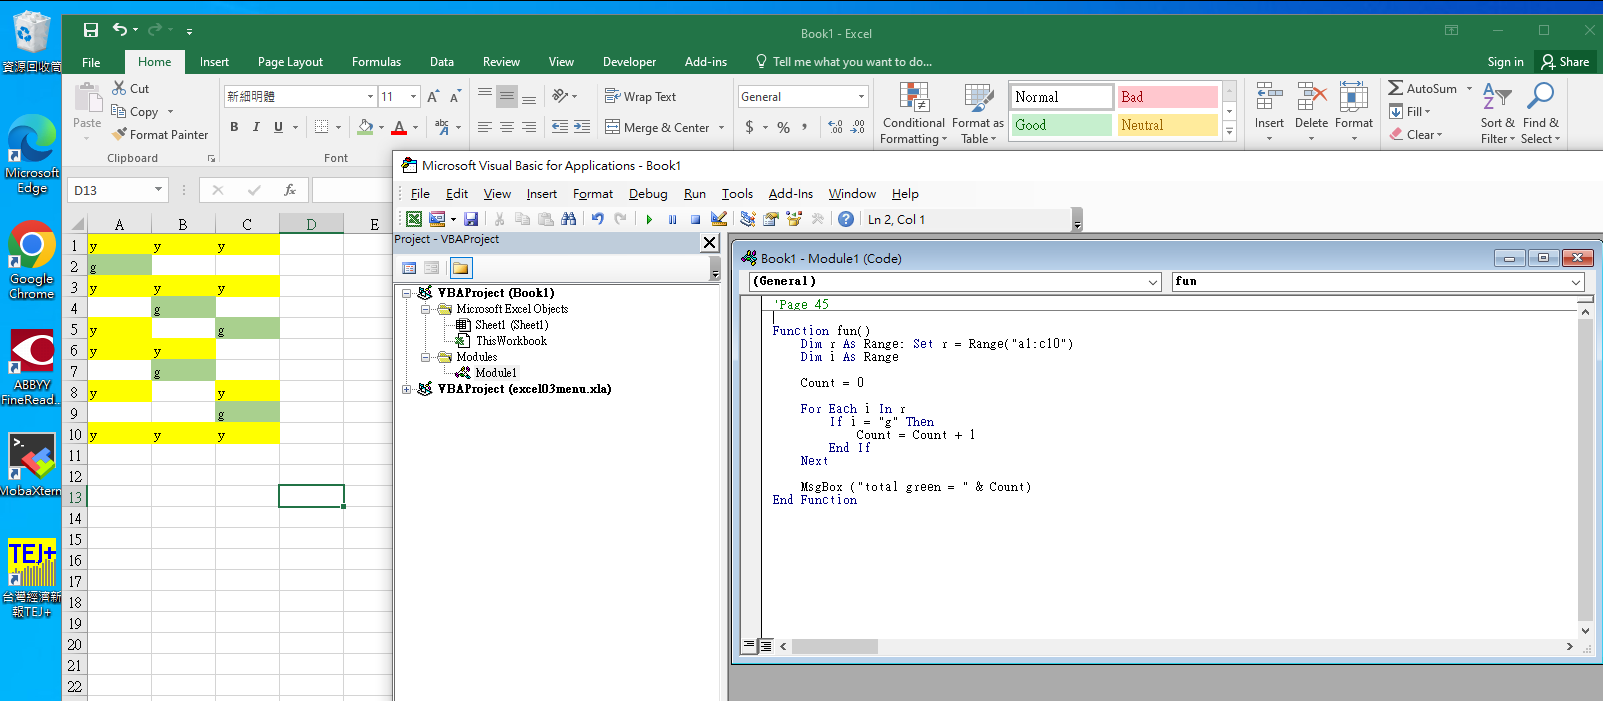 Book1 - Excel
File Home Insert Page Layout Formulas Data Review View Developer Add-ins Tell me what you want to do... Sign in Share
Paste
Cut
Copy
Format Painter
Clipboard
新細明體 11
B I U
Font
Wrap Text
Merge & Center
General
$ % ,
Conditional Formatting
Format as Table
Normal Bad
Good Neutral
Insert Delete Format
AutoSum
Fill
Clear
Sort & Filter
Find & Select
D13
fx
A B C D E
1 y y y
2 g
3 y y y
4 g
5 y g
6 y y
7 g
8 y y
9 g
10 y y y
11
12
13
14
15
16
17
18
19
20
21
22
資源回收筒
Microsoft Edge
Google Chrome
ABBYY FineRead...
MobaXterm
TEJ+
台灣經濟新報TEJ+
Microsoft Visual Basic for Applications - Book1
File Edit View Insert Format Debug Run Tools Add-Ins Window Help
Ln 2, Col 1
Project - VBAProject
VBAProject (Book1)
Microsoft Excel Objects
Sheet1 (Sheet1)
ThisWorkbook
Modules
Module1
VBAProject (excel03menu.xla)
Book1 - Module1 (Code)
(General) fun
'Page 45
Function fun()
Dim r As Range: Set r = Range("a1:c10")
Dim i As Range
Count = 0
For Each i In r
If i = "g" Then
Count = Count + 1
End If
Next
MsgBox ("total green = " & Count)
End Function